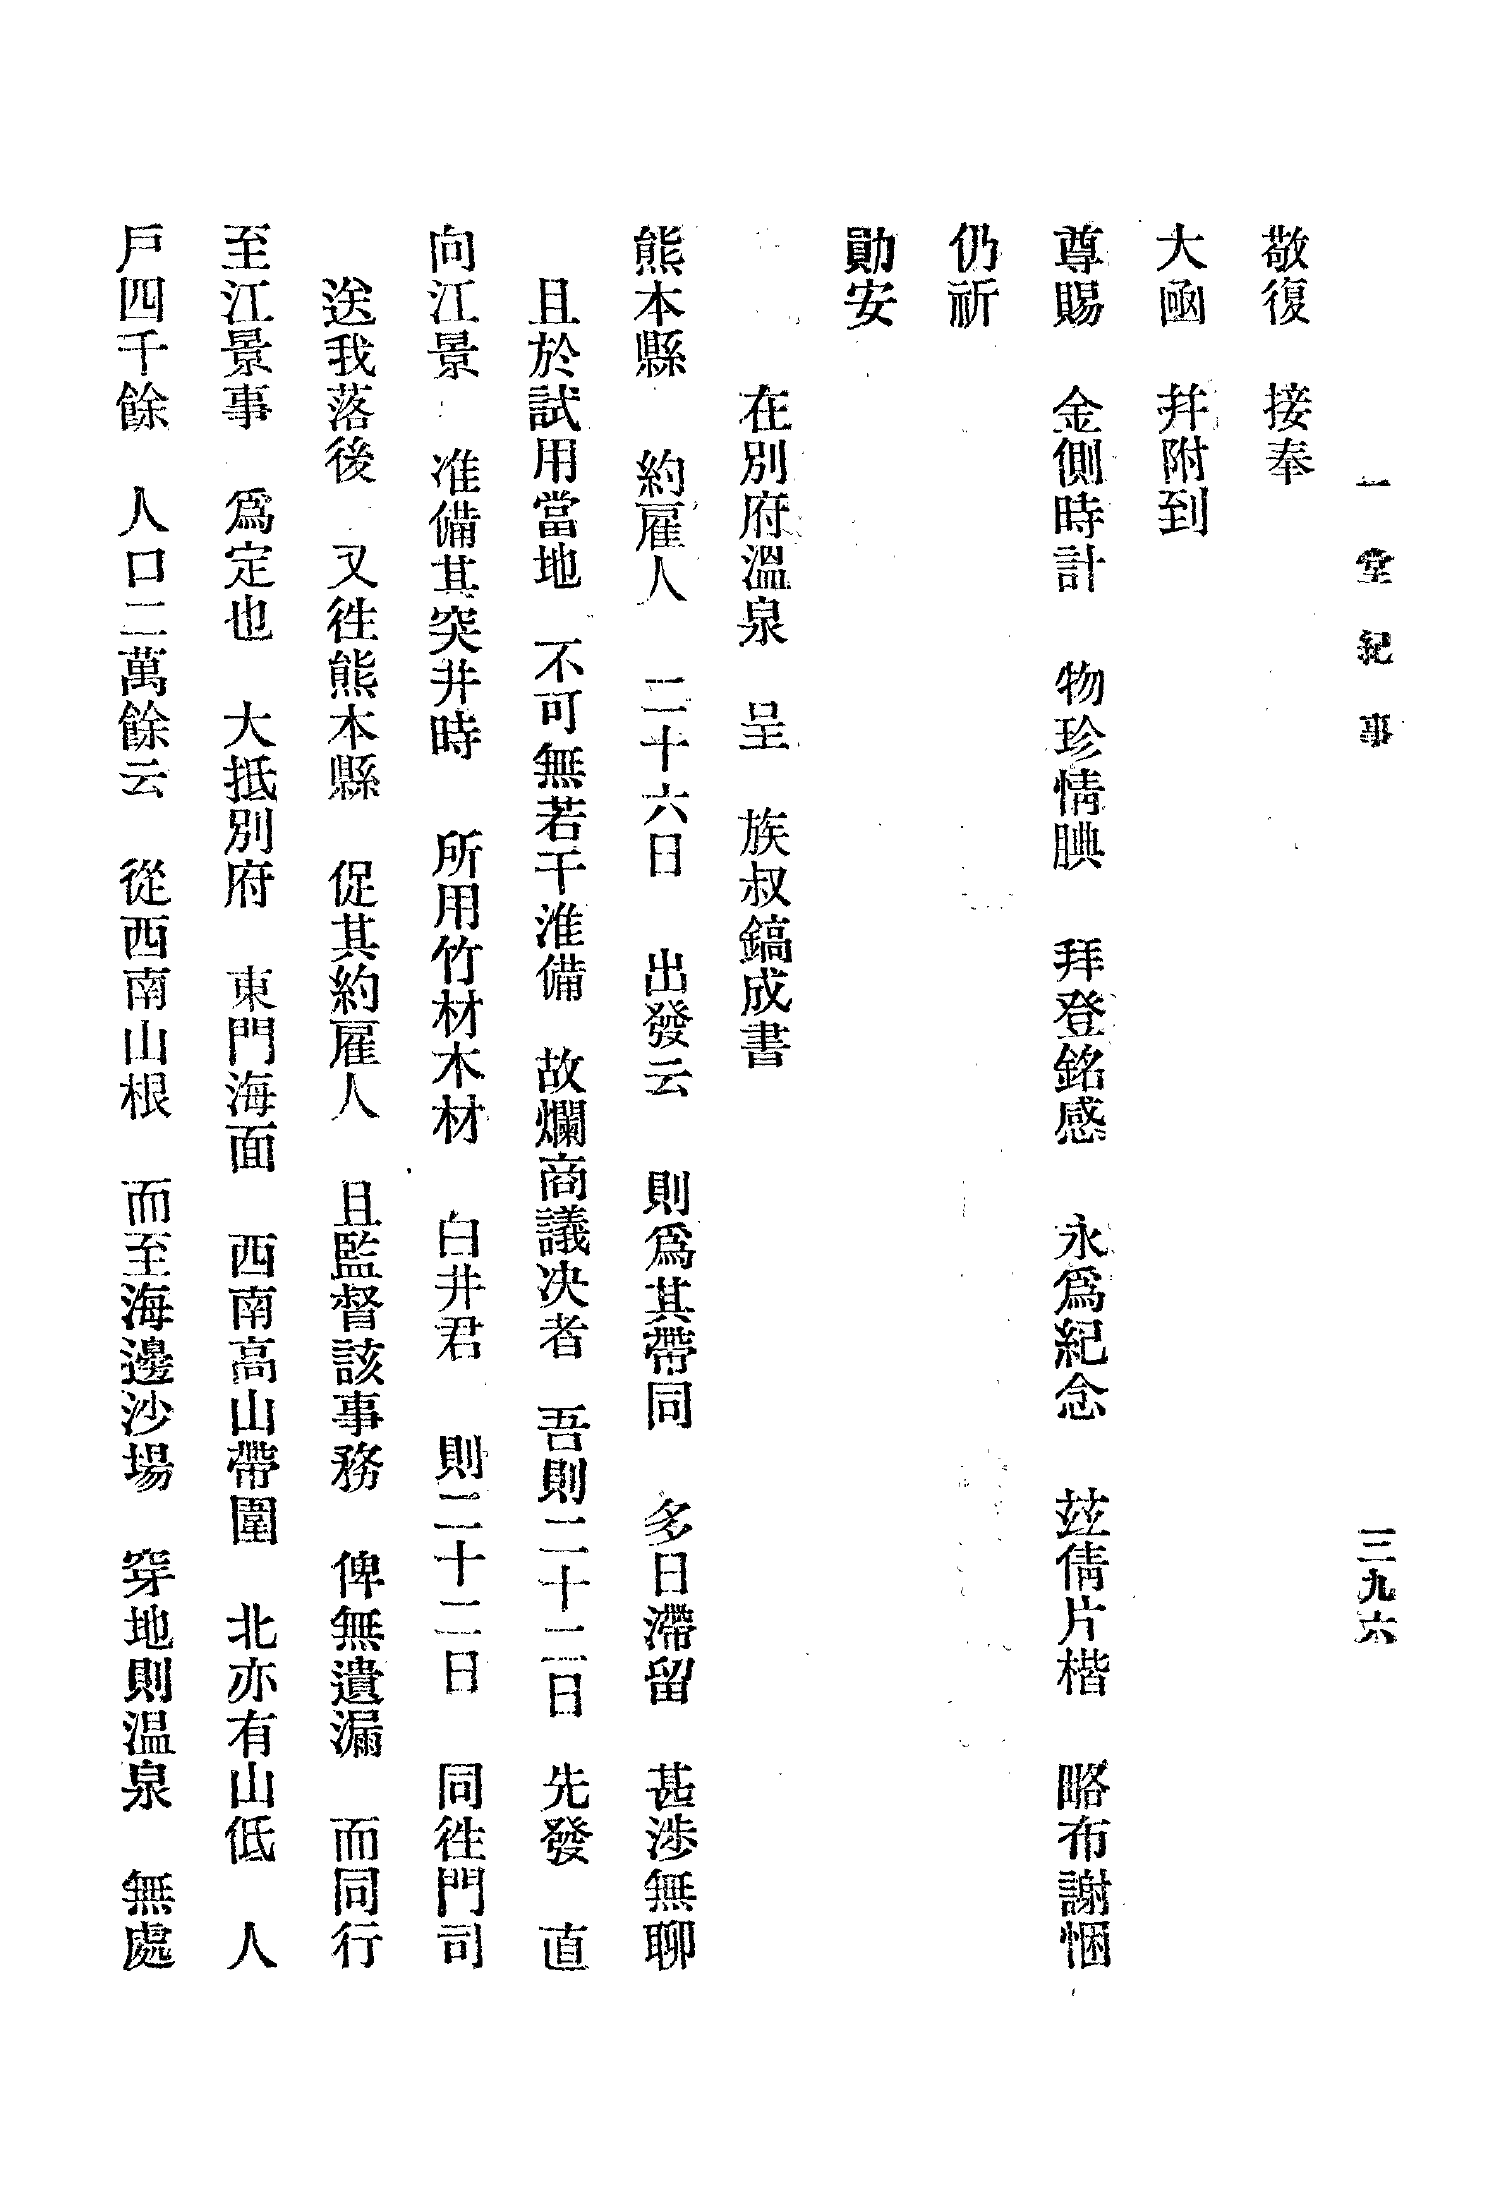 一堂紀事　三九六
敬復　接奉
大凾　幷附到
尊賜　金側時計　物珍情腆　拜登銘感　永爲紀念　玆倩片楷　略布謝悃
仍祈
勛安
在別府溫泉　呈　族叔鎬成書
熊本縣　約雇人　二十六日　出發云　則爲其帶同　多日滯留　甚涉無聊
且於試用當地　不可無若干淮備　故爛商議決者　吾則二十二日　先發　直
向江景　准備其突井時　所用竹材木材　白井君　則二十二日　同徃門司
送我落後　又徃熊本縣　促其約雇人　且監督該事務　俾無遺漏　而同行
至江景事　爲定也　大抵別府　東門海面　西南高山帶圍　北亦有山低　人
戶四千餘　人口二萬餘云　從西南山根　而至海邊沙場　穿地則溫泉　無處